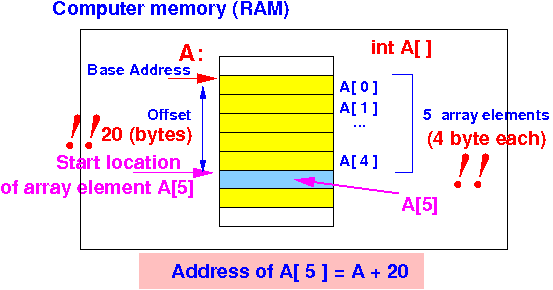 Computer memory (RAM)
A:
int A[ ]
Base Address
A[ 0 ]
Offset
A[ 1 ]
5 array elements
...
!! 20 (bytes)
(4 byte each)
Start location
A[ 4 ]
!!
of array element A[5]
A[5]
Address of A[ 5 ] = A + 20